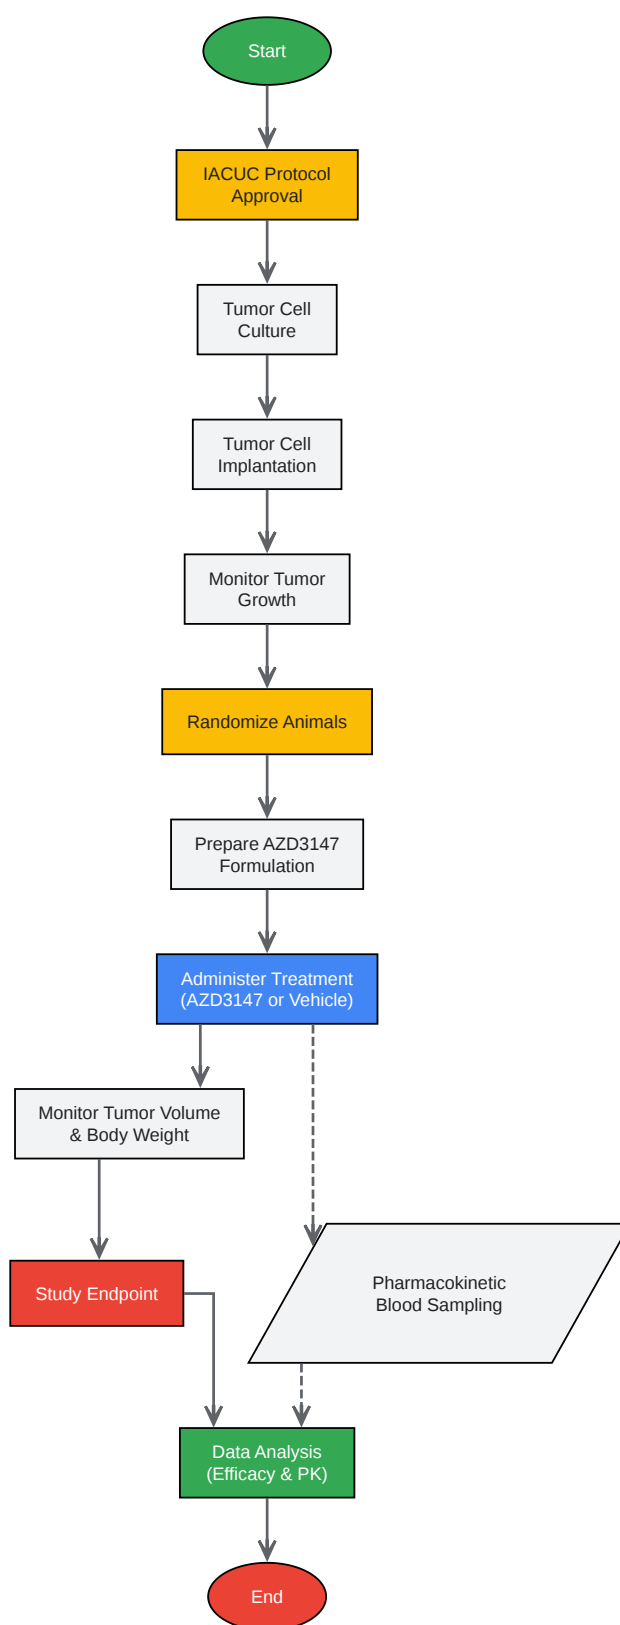 Start
IACUC Protocol
Approval
Tumor Cell
Culture
Tumor Cell
Implantation
Monitor Tumor
Growth
Randomize Animals
Prepare AZD3147
Formulation
Administer Treatment
(AZD3147 or Vehicle)
Monitor Tumor Volume
& Body Weight
Study Endpoint
Pharmacokinetic
Blood Sampling
Data Analysis
(Efficacy & PK)
End